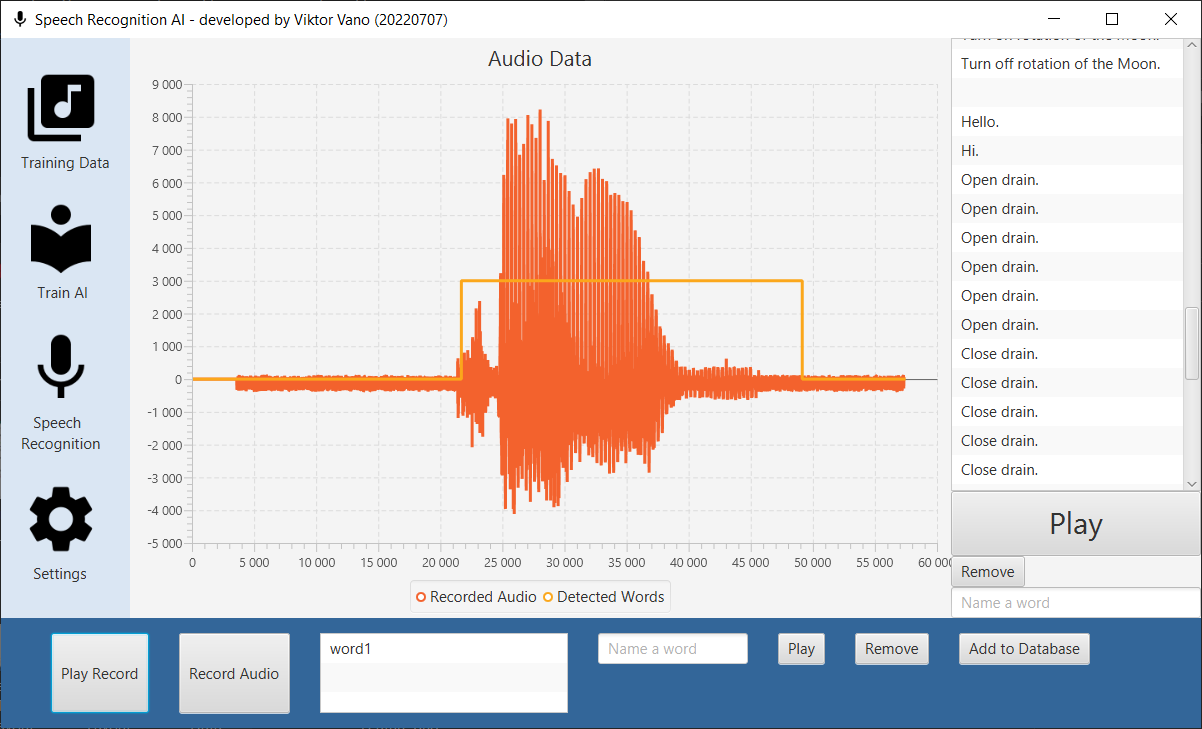 Speech Recognition AI - developed by Viktor Vano (20220707)
Training Data
Train AI
Speech
Recognition
Settings
Audio Data
9 000
8 000
7 000
6 000
5 000
4 000
3 000
2 000
1 000
0
-1 000
-2 000
-3 000
-4 000
-5 000
0
5 000
10 000
15 000
20 000
25 000
30 000
35 000
40 000
45 000
50 000
55 000
60 000
Recorded Audio
Detected Words
Turn off rotation of the Moon.
Hello.
Hi.
Open drain.
Open drain.
Open drain.
Open drain.
Open drain.
Open drain.
Close drain.
Close drain.
Close drain.
Close drain.
Close drain.
Play
Remove
Name a word
Play Record
Record Audio
word1
Name a word
Play
Remove
Add to Database